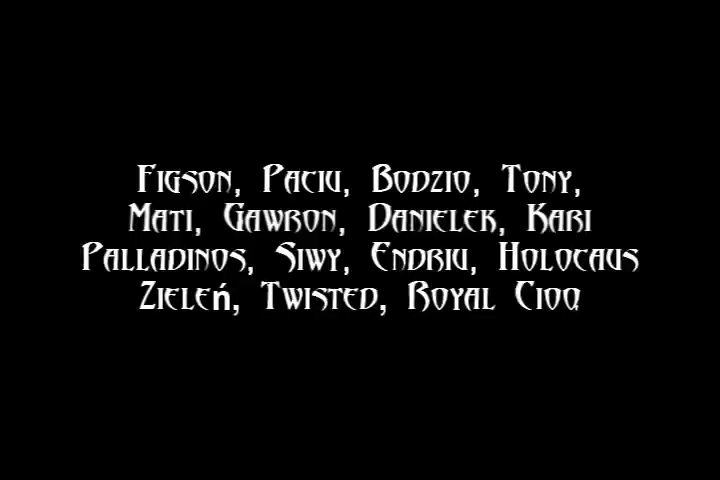 Figson, Paciu, Bodzio, Tony,
Mati, Gawron, Danielek, Kari
Palladinos, Siwy, Endriu, Holocaus
Zieleń, Twisted, Royal Cioq